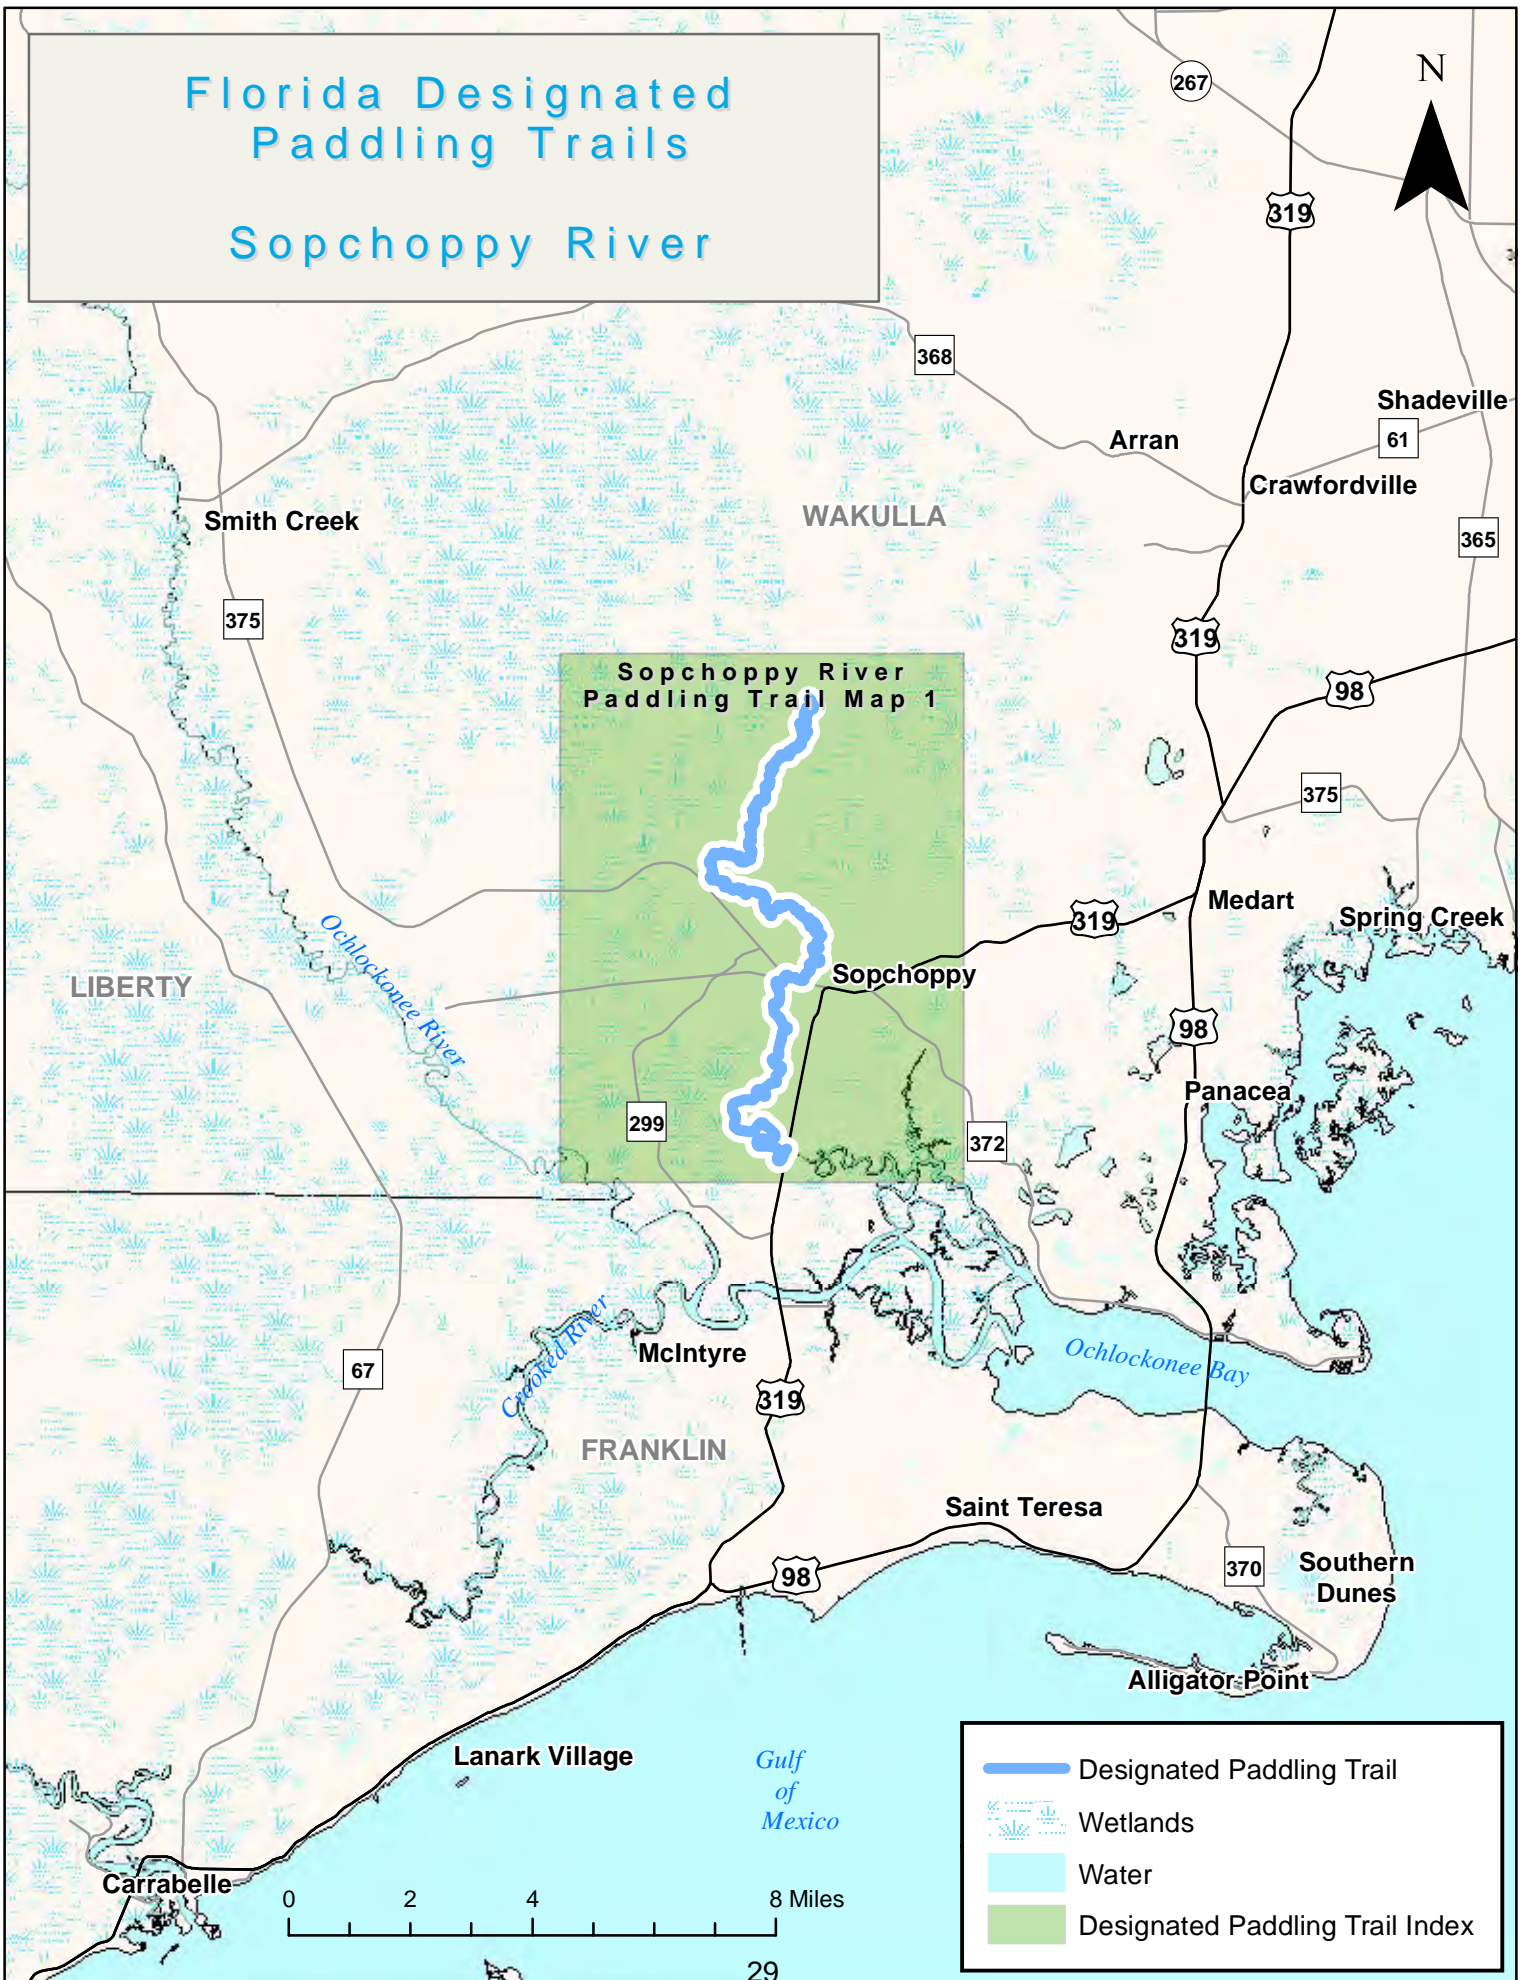 Florida Designated
Paddling Trails
Sopchoppy River
N
267
319
368
Shadeville
61
Arran
Crawfordville
WAKULLA
Smith Creek
365
375
319
98
Sopchoppy River
Paddling Trail Map 1
375
Medart
319
Spring Creek
Ochlockonee River
Sopchoppy
LIBERTY
98
Panacea
299
372
Crooked River
McIntyre
Ochlockonee Bay
67
319
FRANKLIN
Saint Teresa
98
370
Southern
Dunes
Alligator Point
Lanark Village
Gulf
of
Mexico
Carrabelle
0 2 4 8 Miles
Designated Paddling Trail
Wetlands
Water
Designated Paddling Trail Index
29